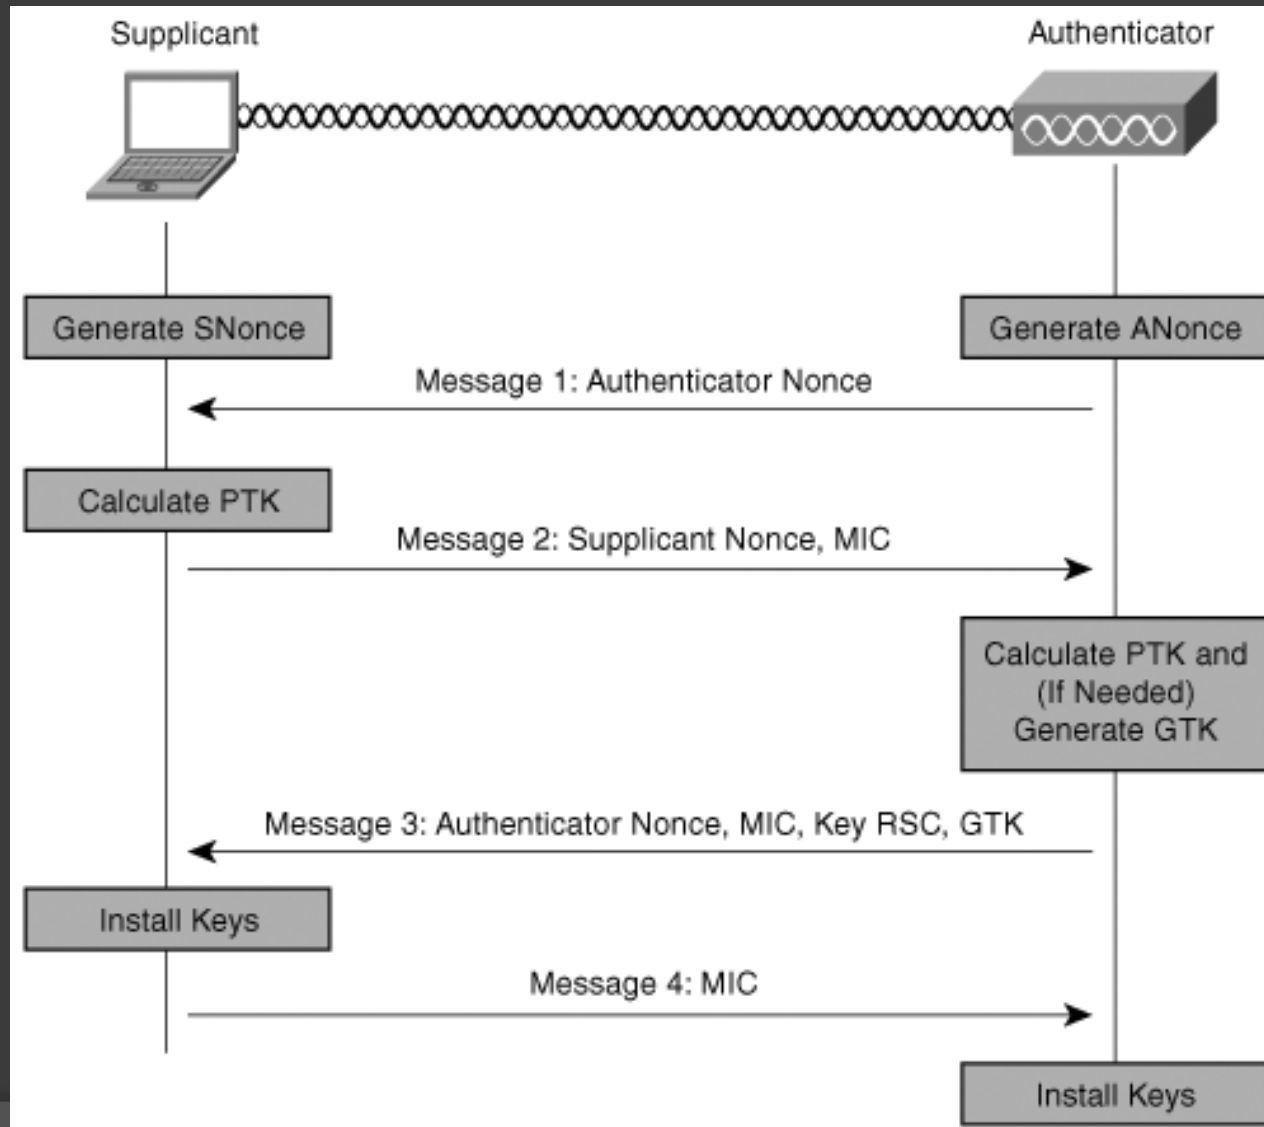 Supplicant
Authenticator
Generate SNonce
Generate ANonce
Message 1: Authenticator Nonce
Calculate PTK
Message 2: Supplicant Nonce, MIC
Calculate PTK and
(If Needed)
Generate GTK
Message 3: Authenticator Nonce, MIC, Key RSC, GTK
Install Keys
Message 4: MIC
Install Keys